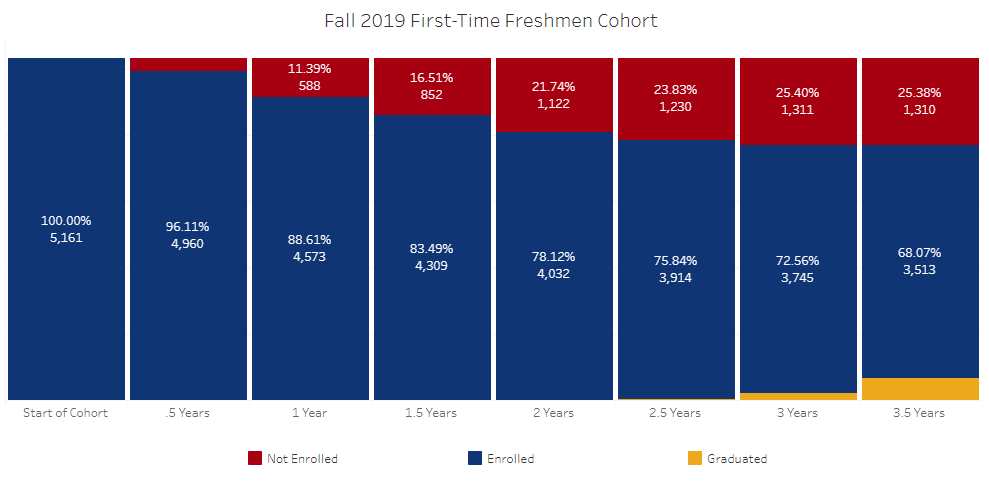 Fall 2019 First-Time Freshmen Cohort
11.39%
588
16.51%
852
21.74%
1,122
23.83%
1,230
25.40%
1,311
25.38%
1,310
100.00%
5,161
96.11%
4,960
88.61%
4,573
83.49%
4,309
78.12%
4,032
75.84%
3,914
72.56%
3,745
68.07%
3,513
Start of Cohort
.5 Years
1 Year
1.5 Years
2 Years
2.5 Years
3 Years
3.5 Years
Not Enrolled
Enrolled
Graduated